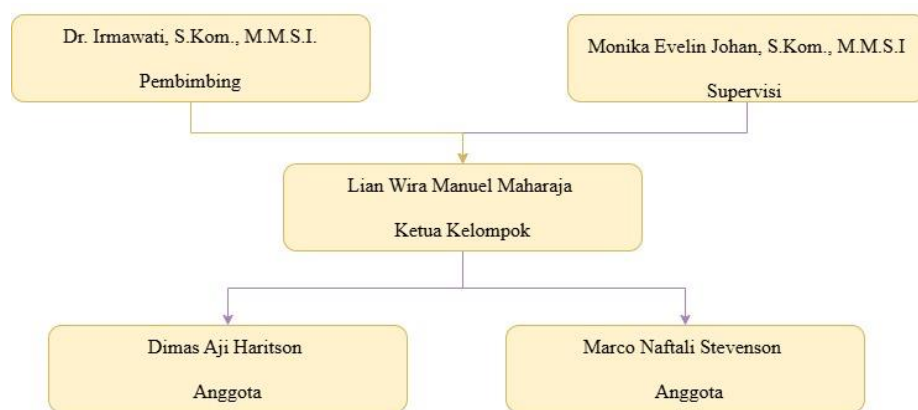 Dr. Irmawati, S.Kom., M.M.S.I.
Pembimbing
Monika Evelin Johan, S.Kom., M.M.S.I
Supervisi
Lian Wira Manuel Maharaja
Ketua Kelompok
Dimas Aji Haritson
Anggota
Marco Naftali Stevenson
Anggota